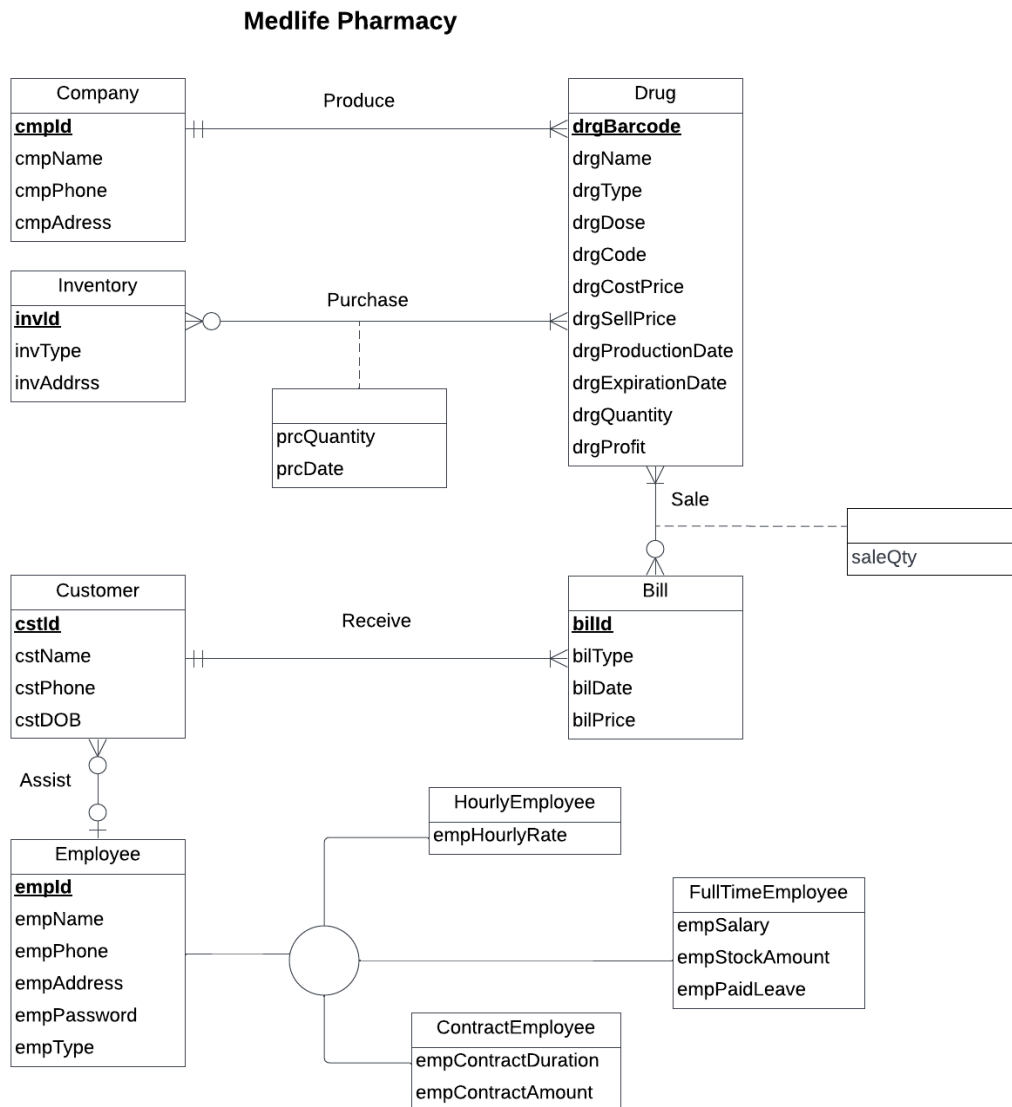 Medlife Pharmacy
Company
cmpId
cmpName
cmpPhone
cmpAdress
Produce
Drug
drgBarcode
drgName
drgType
drgDose
drgCode
drgCostPrice
drgSellPrice
drgProductionDate
drgExpirationDate
drgQuantity
drgProfit
Inventory
invId
invType
invAddrss
Purchase
prcQuantity
prcDate
Sale
saleQty
Customer
cstId
cstName
cstPhone
cstDOB
Receive
Bill
bilId
bilType
bilDate
bilPrice
Assist
Employee
empId
empName
empPhone
empAddress
empPassword
empType
HourlyEmployee
empHourlyRate
FullTimeEmployee
empSalary
empStockAmount
empPaidLeave
ContractEmployee
empContractDuration
empContractAmount